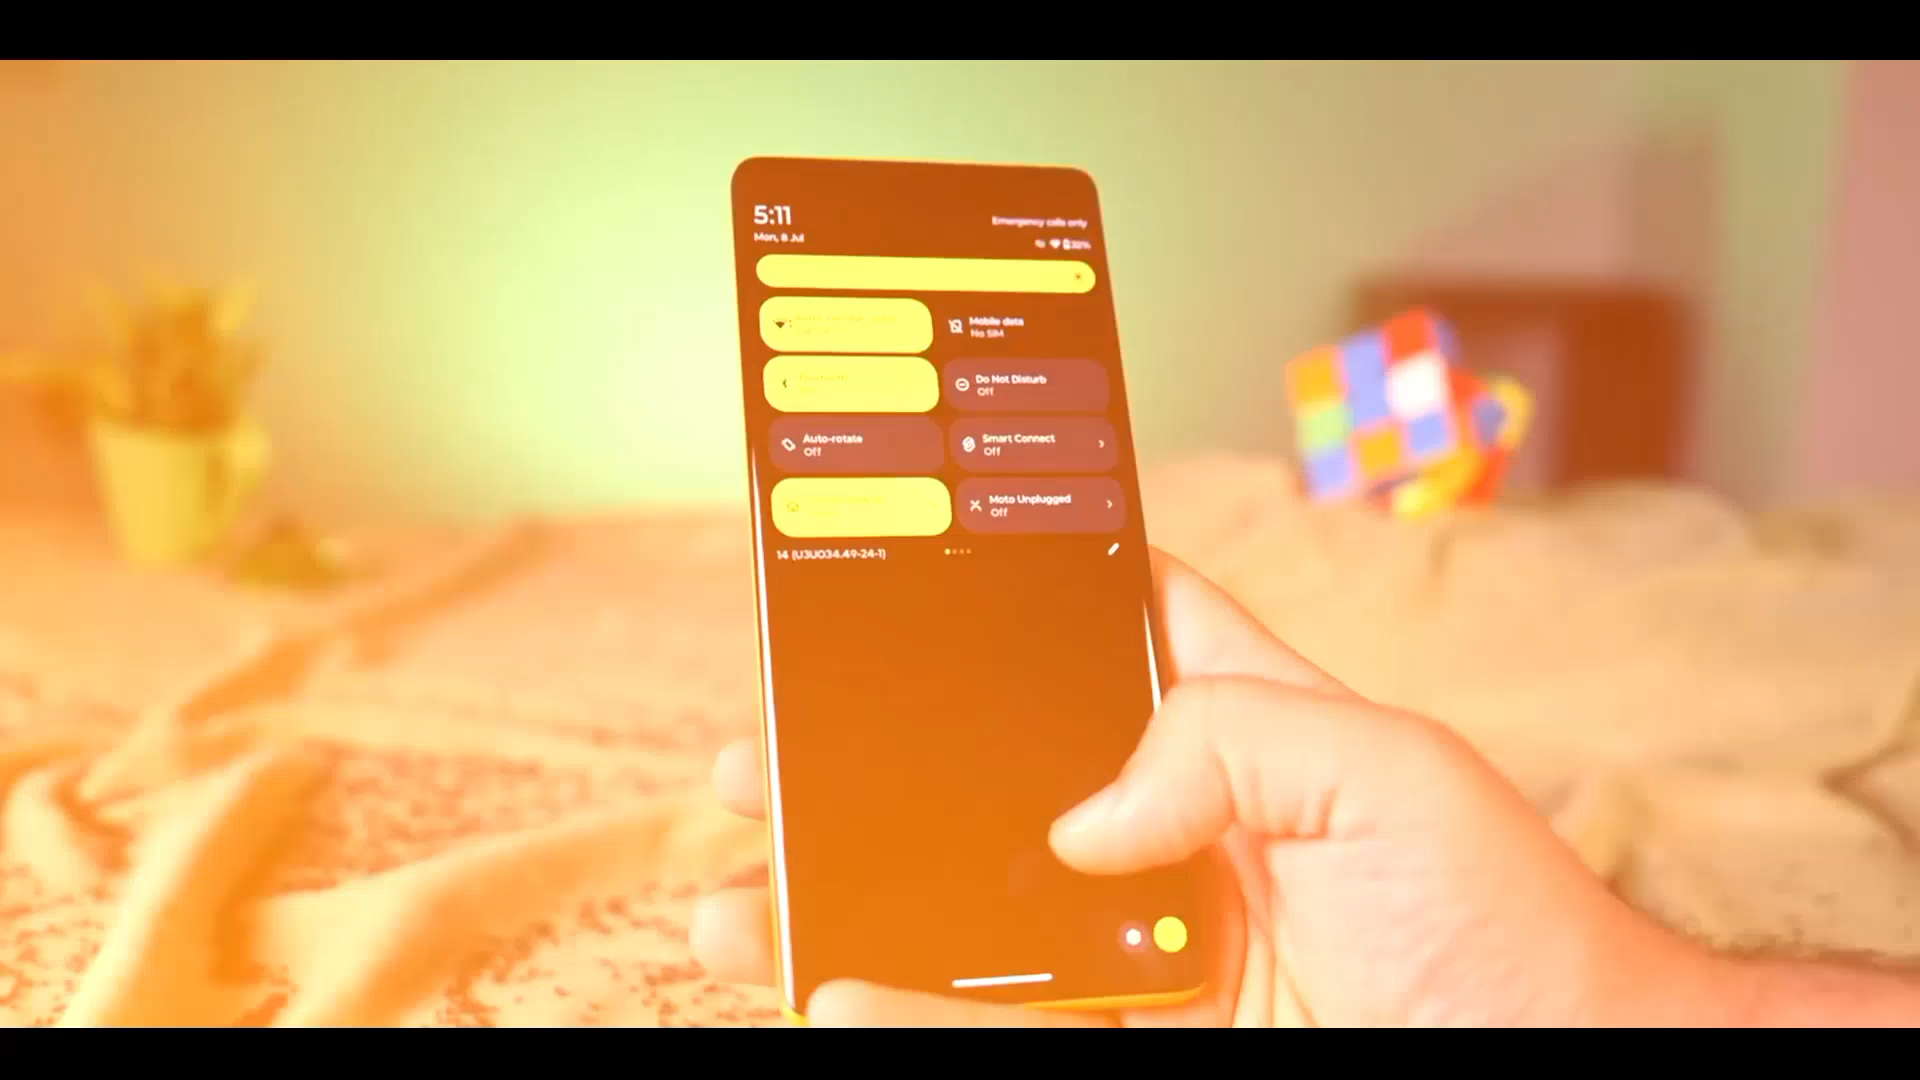 5:11
Emergency calls only
Mon, 8 Jul
Mobile data
No SIM
Do Not Disturb
Off
Auto-rotate
Off
Smart Connect
Off
Moto Unplugged
Off
14 (U3UO34.49-24-1)